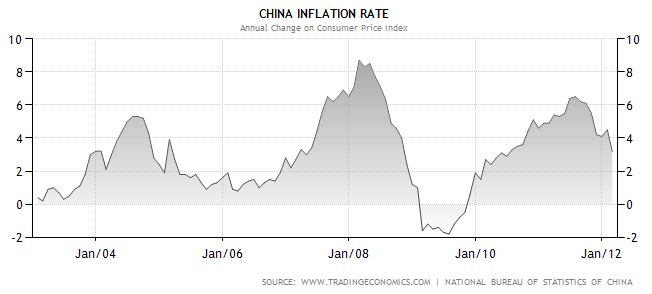 CHINA INFLATION RATE
Annual Change on Consumer Price Index
10 10
8 8
6 6
4 4
2 2
0 0
-2 -2
Jan/04 Jan/06 Jan/08 Jan/10 Jan/12
SOURCE: WWW.TRADINGECONOMICS.COM | NATIONAL BUREAU OF STATISTICS OF CHINA